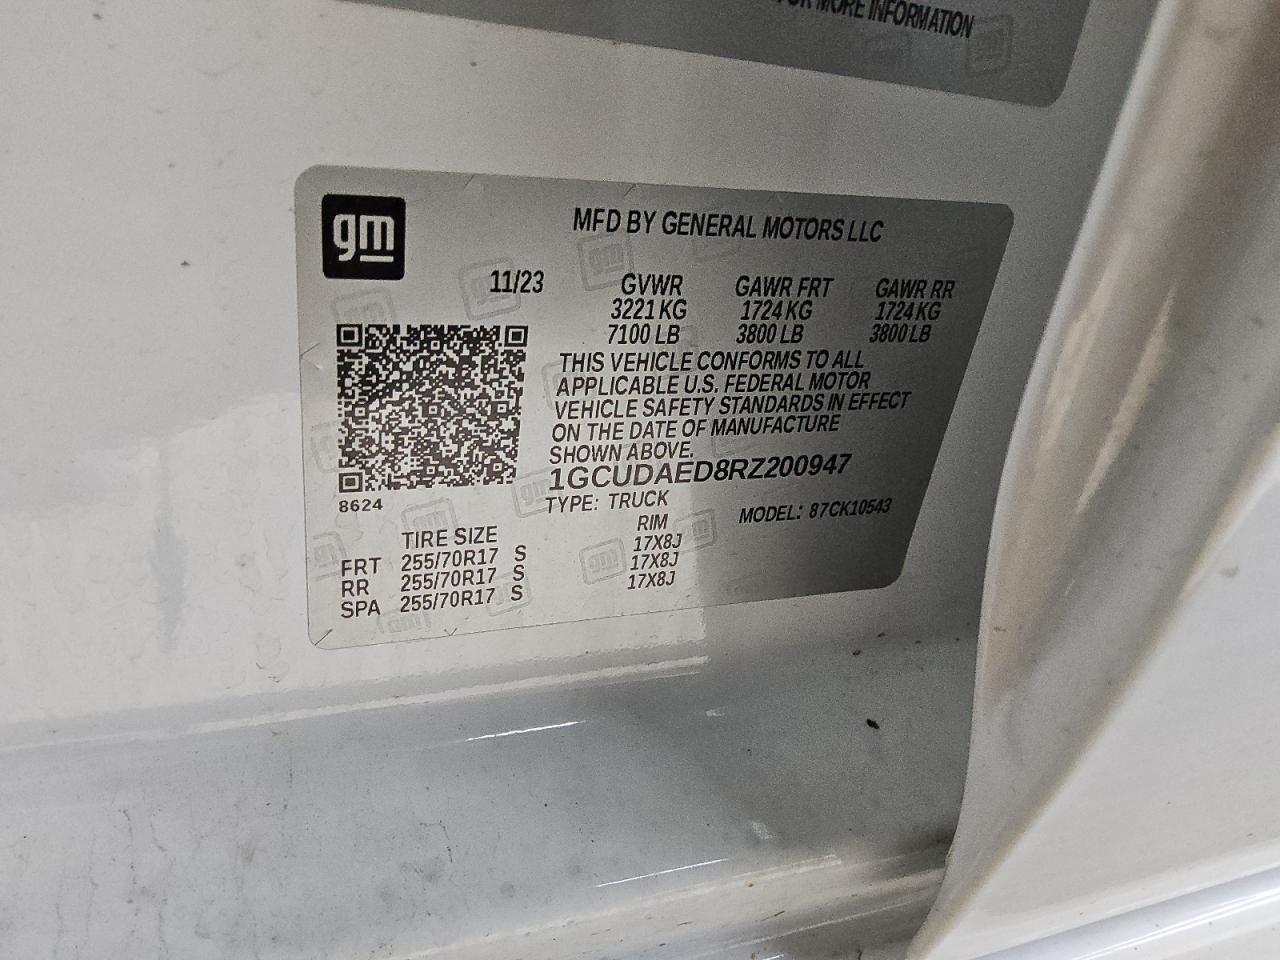 FOR MORE INFORMATION
gm
MFD BY GENERAL MOTORS LLC
11/23 GVWR GAWR FRT GAWR RR
3221 KG 1724 KG 1724 KG
7100 LB 3800 LB 3800 LB
THIS VEHICLE CONFORMS TO ALL
APPLICABLE U.S. FEDERAL MOTOR
VEHICLE SAFETY STANDARDS IN EFFECT
ON THE DATE OF MANUFACTURE
SHOWN ABOVE.
1GCUDAED8RZ200947
8624
TYPE: TRUCK MODEL: 87CK10543
TIRE SIZE RIM
FRT 255/70R17 S 17X8J
RR 255/70R17 S 17X8J
SPA 255/70R17 S 17X8J